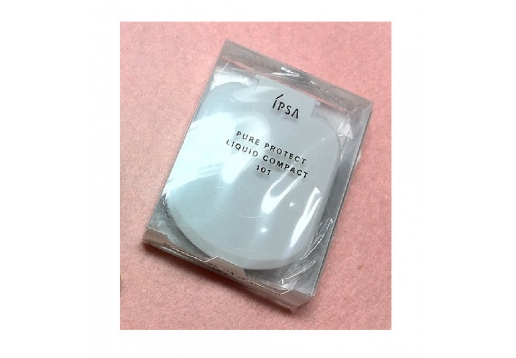 IPSA
PURE PROTECT
LIQUID COMPACT
101